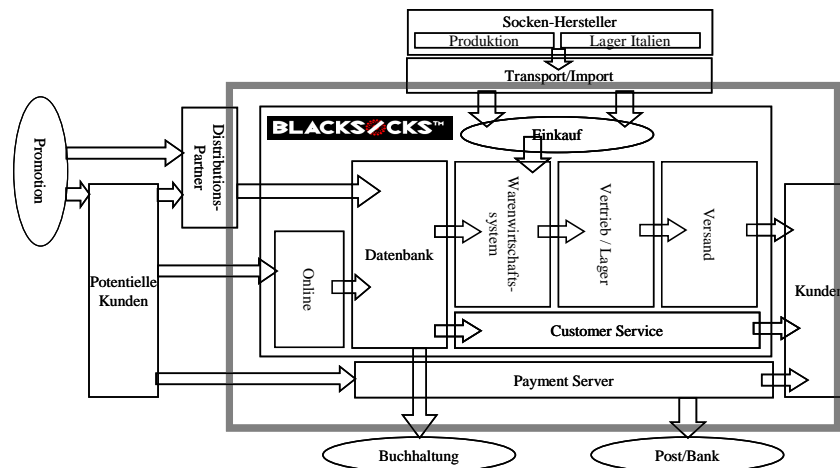 Socken-Hersteller
Produktion
Lager Italien
Transport/Import
BLACKSOCKS™
Einkauf
Promotion
Distributions-
Partner
Potentielle
Kunden
Online
Datenbank
Warenwirtschafts-
system
Vertrieb / Lager
Versand
Kunden
Customer Service
Payment Server
Buchhaltung
Post/Bank